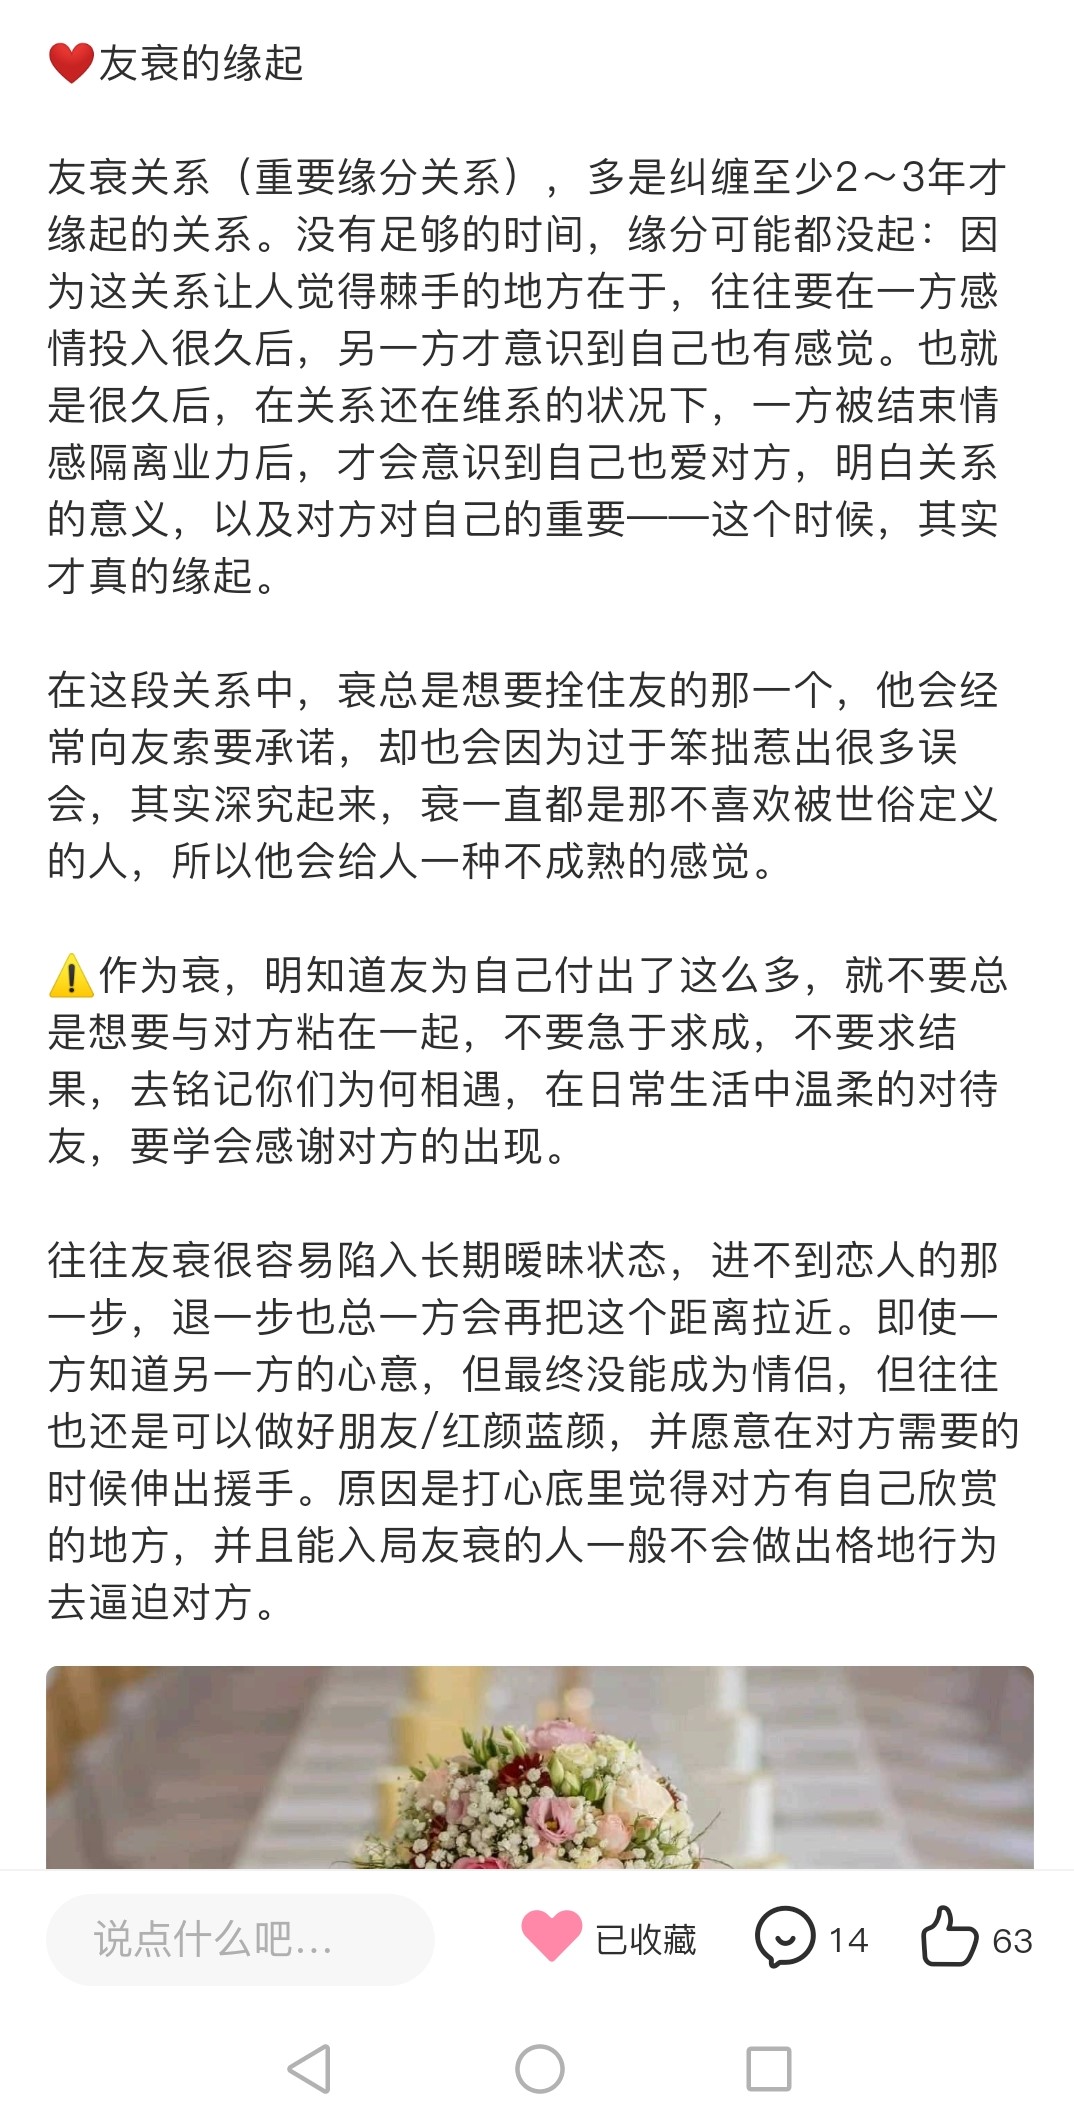 ❤️友衰的缘起
友衰关系（重要缘分关系），多是纠缠至少2～3年才
缘起的关系。没有足够的时间，缘分可能都没起：因
为这关系让人觉得棘手的地方在于，往往要在一方感
情投入很久后，另一方才意识到自己也有感觉。也就
是很久后，在关系还在维系的状况下，一方被结束情
感隔离业力后，才会意识到自己也爱对方，明白关系
的意义，以及对方对自己的重要——这个时候，其实
才真的缘起。
在这段关系中，衰总是想要拴住友的那一个，他会经
常向友索要承诺，却也会因为过于笨拙惹出很多误
会，其实深究起来，衰一直都是那不喜欢被世俗定义
的人，所以他会给人一种不成熟的感觉。
⚠️作为衰，明知道友为自己付出了这么多，就不要总
是想要与对方粘在一起，不要急于求成，不要求结
果，去铭记你们为何相遇，在日常生活中温柔的对待
友，要学会感谢对方的出现。
往往友衰很容易陷入长期暧昧状态，进不到恋人的那
一步，退一步也总一方会再把这个距离拉近。即使一
方知道另一方的心意，但最终没能成为情侣，但往往
也还是可以做好朋友/红颜蓝颜，并愿意在对方需要的
时候伸出援手。原因是打心底里觉得对方有自己欣赏
的地方，并且能入局友衰的人一般不会做出格地行为
去逼迫对方。
说点什么吧... 已收藏 14 63